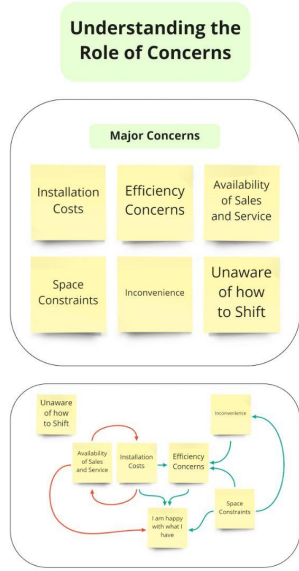 Understanding the
Role of Concerns
Major Concerns
Installation
Costs
Efficiency
Concerns
Availability
of Sales
and Service
Space
Constraints
Inconvenience
Unaware
of how
to Shift
Unaware
of how
to Shift
Inconvenience
Availability
of Sales
and Service
Installation
Costs
Efficiency
Concerns
Space
Constraints
I am happy
with what I
have